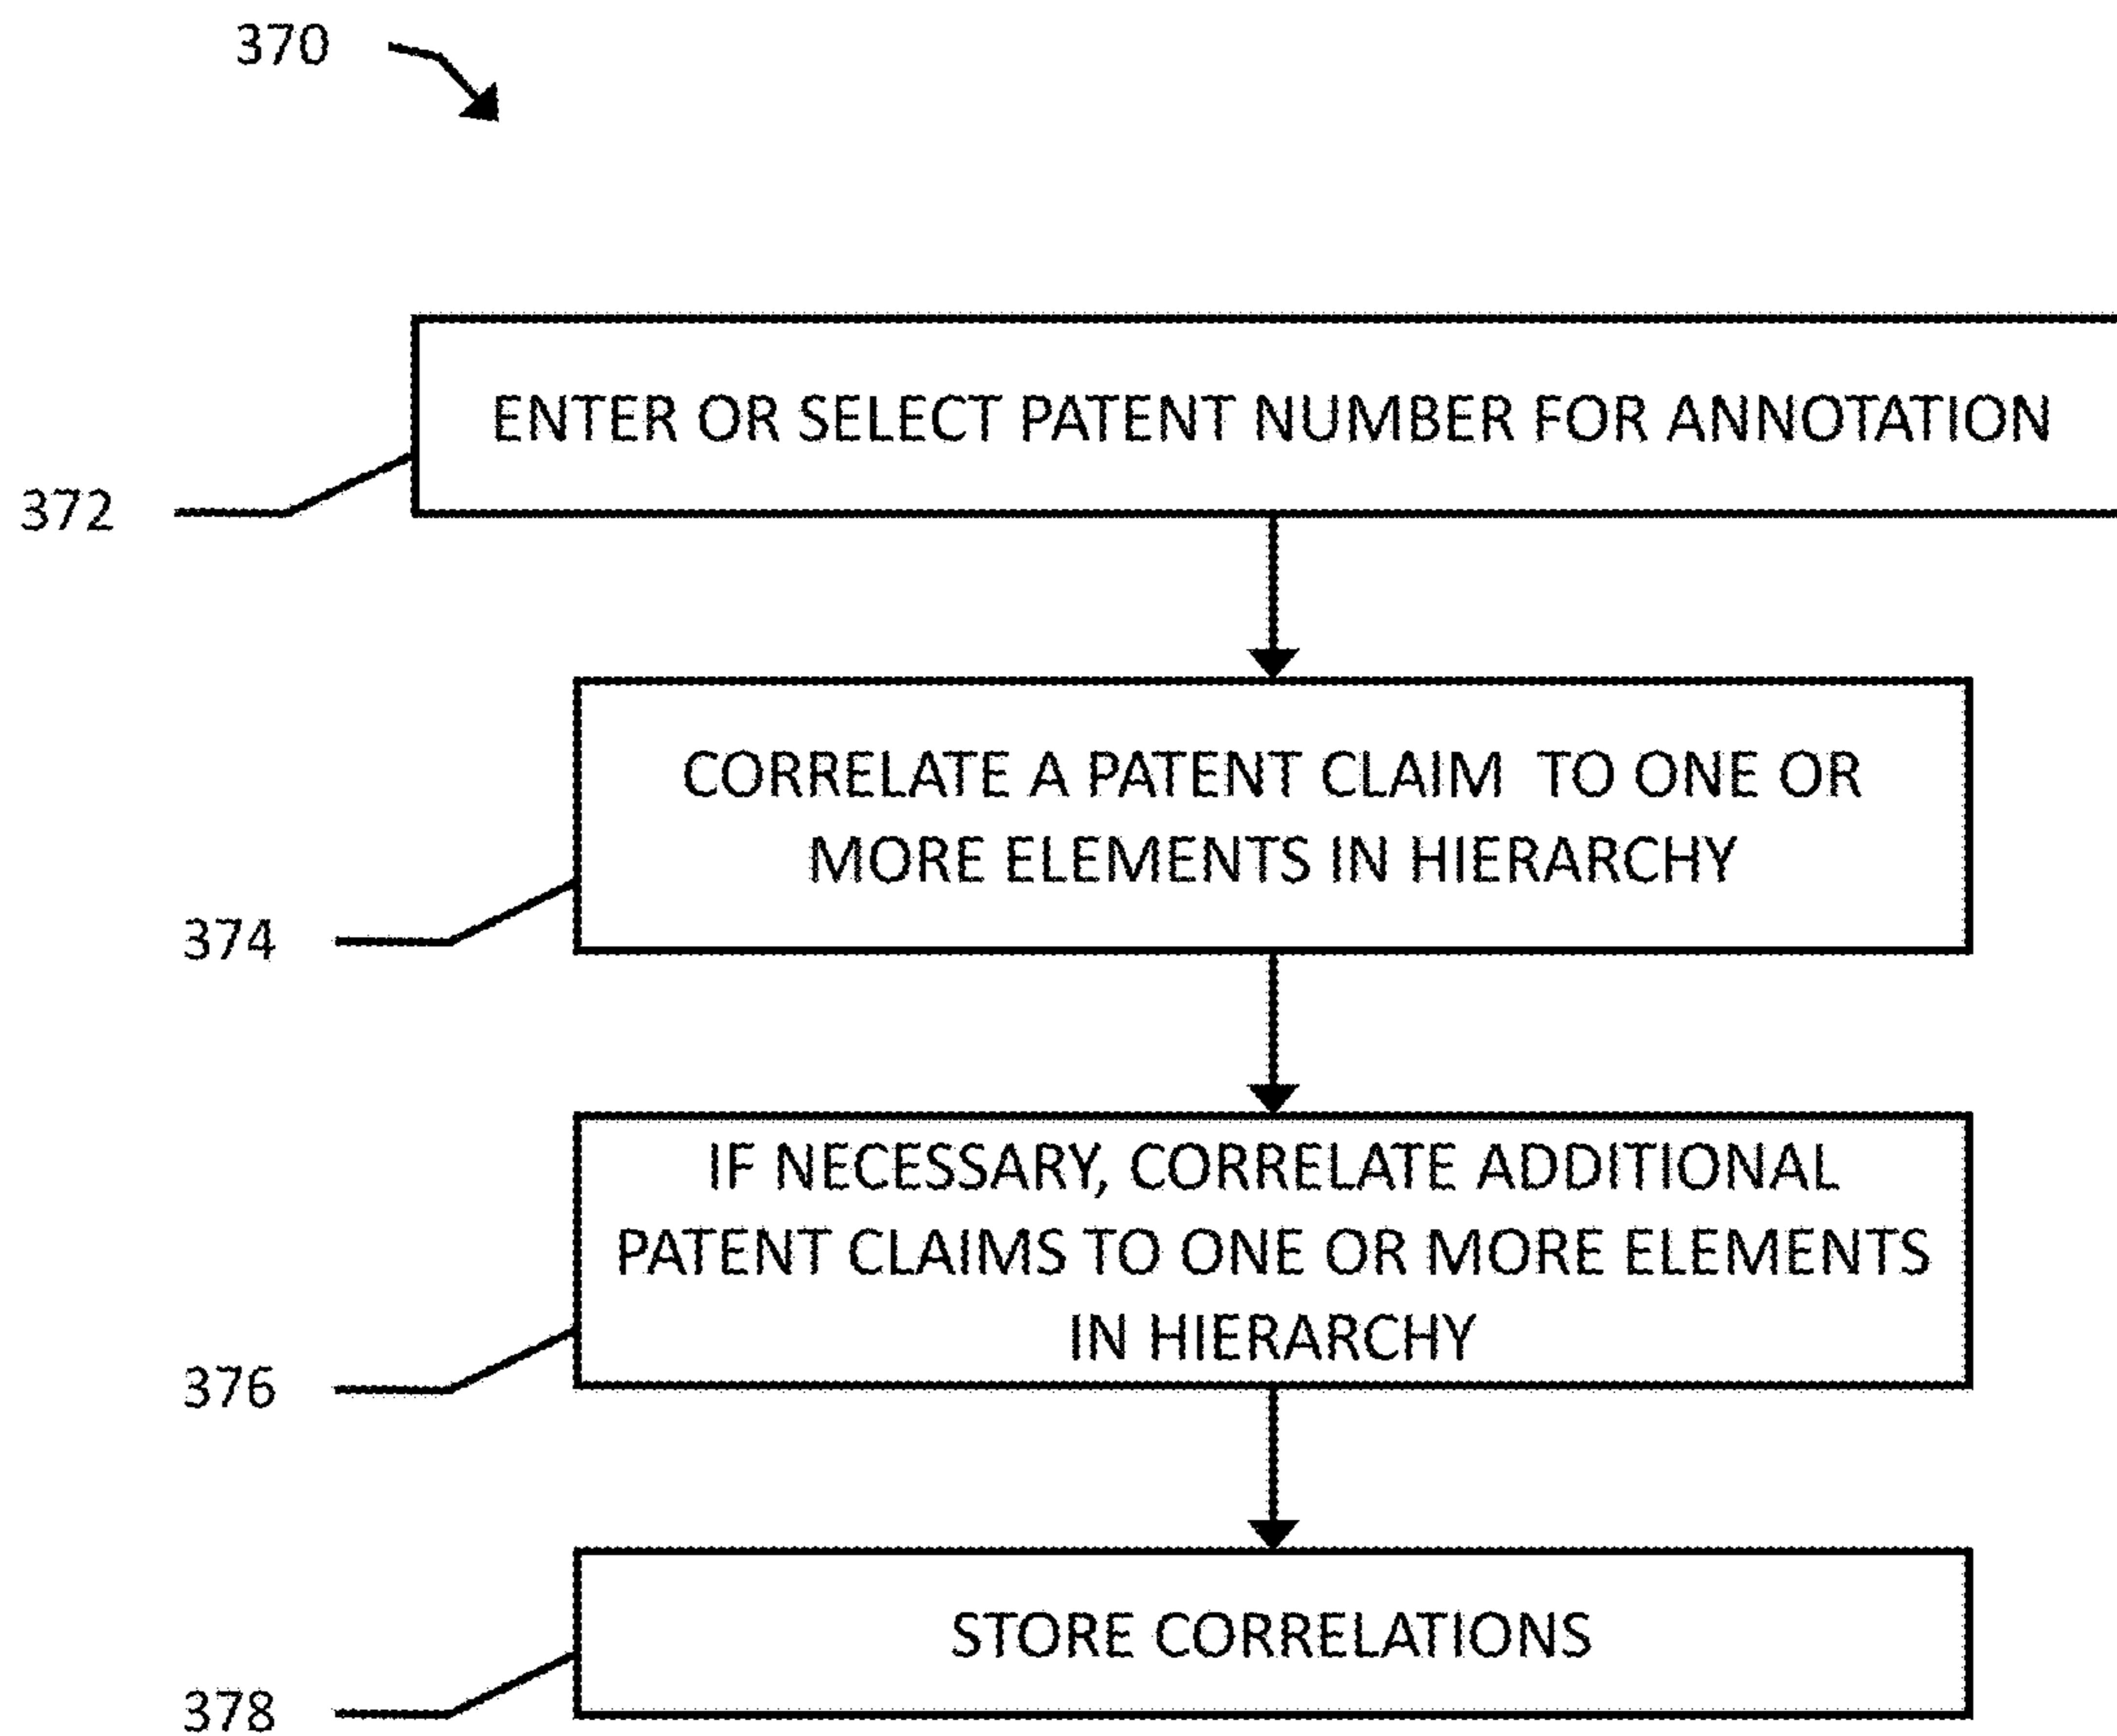 370
ENTER OR SELECT PATENT NUMBER FOR ANNOTATION
372
CORRELATE A PATENT CLAIM TO ONE OR
MORE ELEMENTS IN HIERARCHY
374
IF NECESSARY, CORRELATE ADDITIONAL
PATENT CLAIMS TO ONE OR MORE ELEMENTS
IN HIERARCHY
376
STORE CORRELATIONS
378